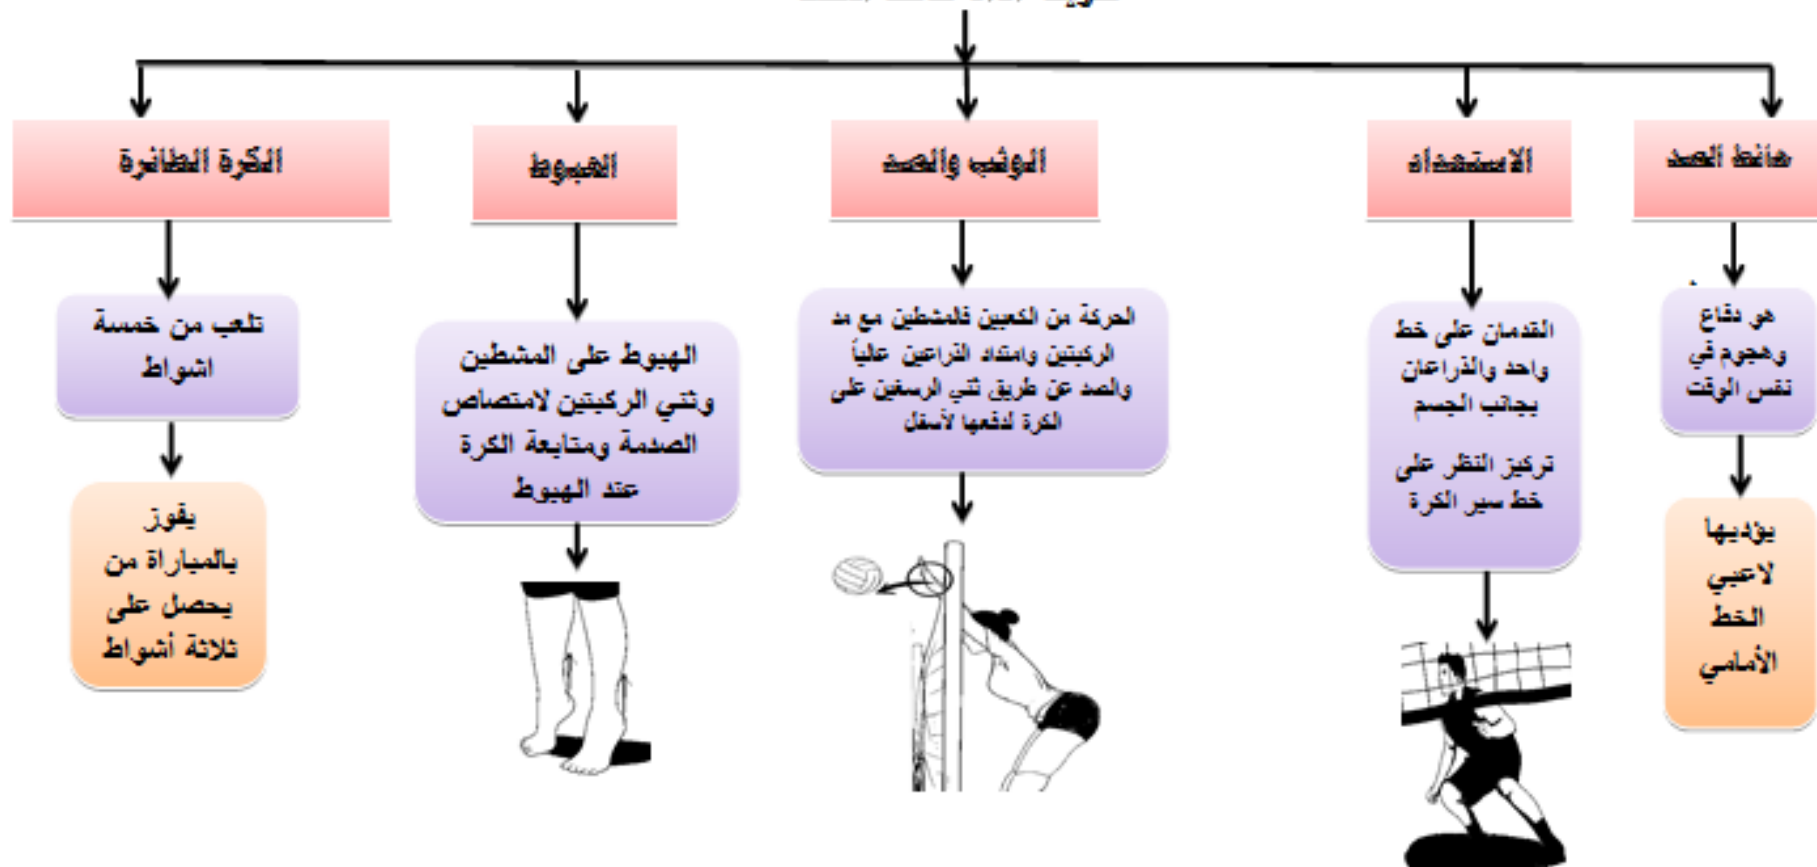 حائط الصد
هو دفاع
وهجوم في
نفس الوقت
يؤديها
لاعبي
الخط
الأمامي
الاستعداد
القدمان على خط
واحد والذراعان
بجانب الجسم
تركيز النظر على
خط سير الكرة
الوثب والصد
الحركة من الكعبين فالمشطين مع مد
الركبتين وامتداد الذراعين عالياً
والصد عن طريق ثني الرسغين على
الكرة لدفعها لأسفل
الهبوط
الهبوط على المشطين
وثني الركبتين لامتصاص
الصدمة ومتابعة الكرة
عند الهبوط
الكرة الطائرة
تلعب من خمسة
اشواط
يفوز
بالمباراة من
يحصل على
ثلاثة أشواط